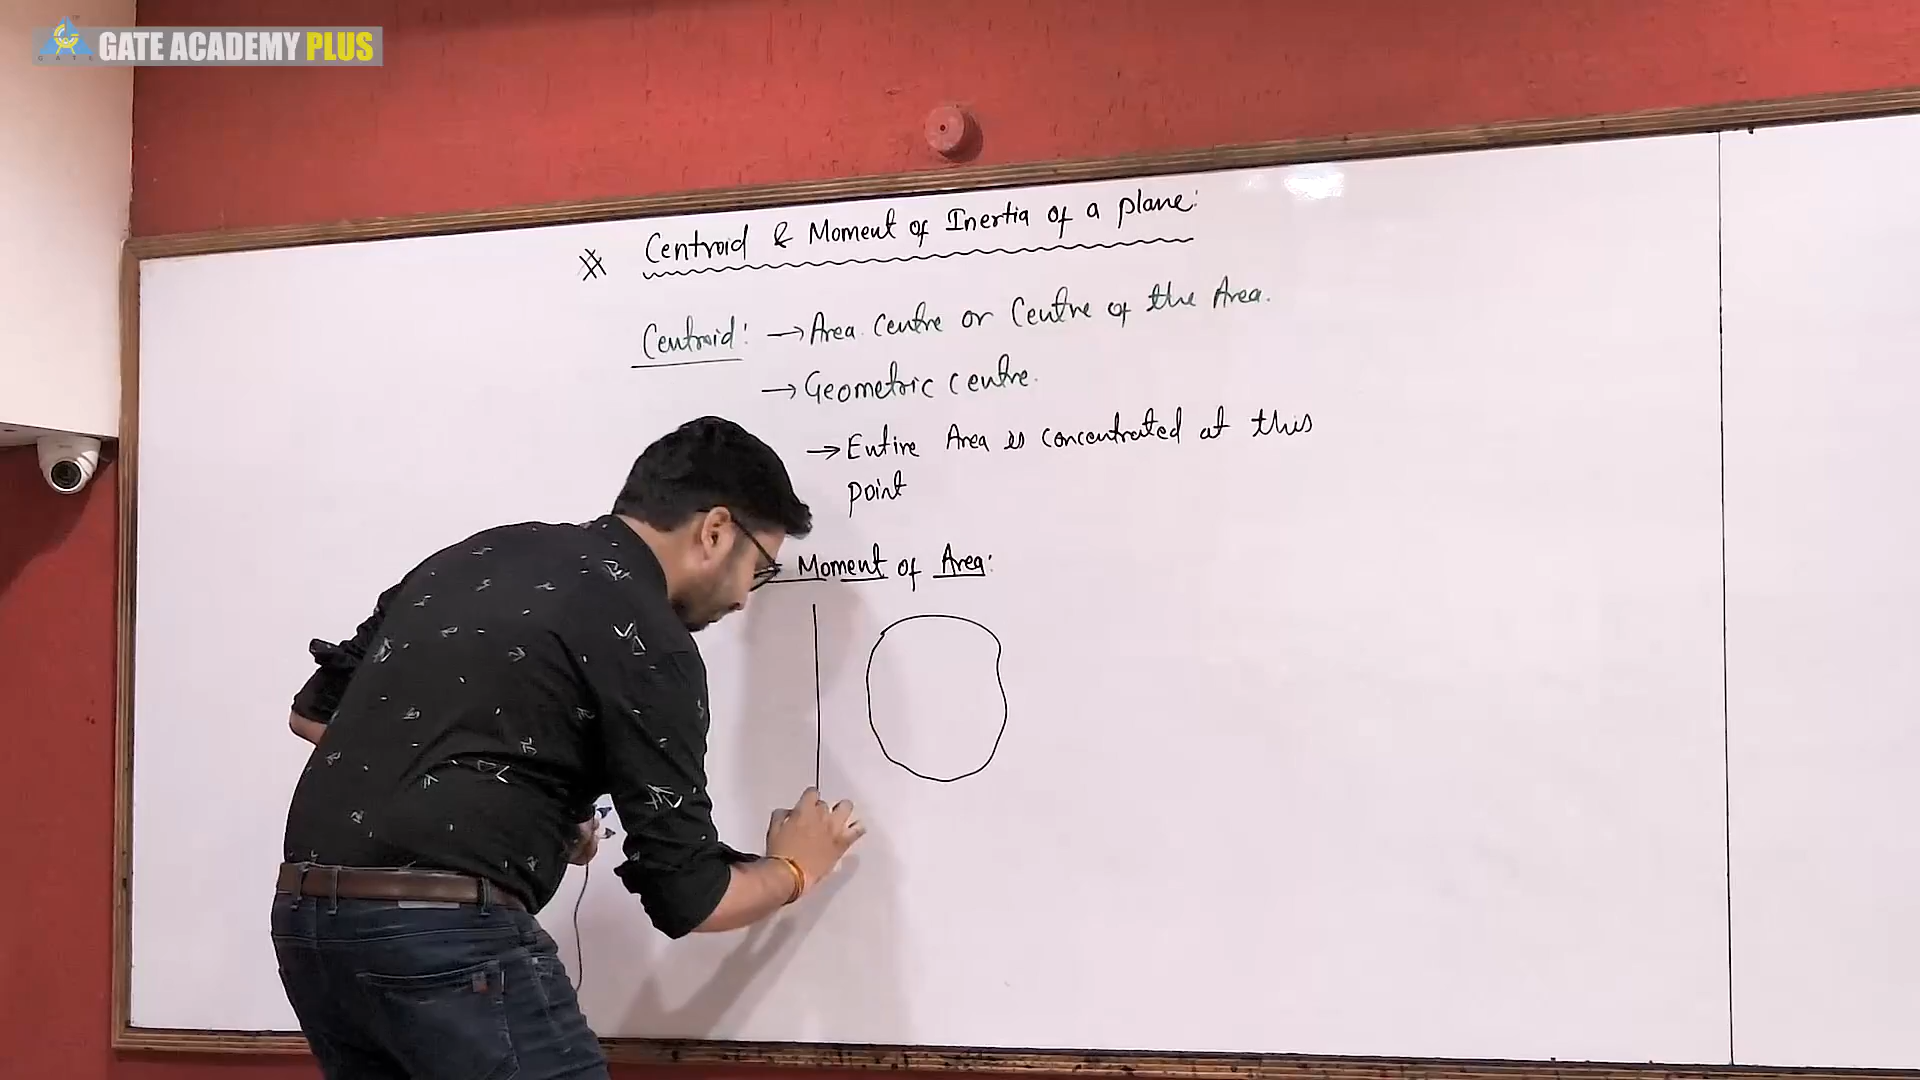 GATE ACADEMY PLUS
Centroid & Moment of Inertia of a plane:
Centroid: → Area centre or Centre of the Area.
→ Geometric centre.
→ Entire Area is concentrated at this
point
Moment of Area: